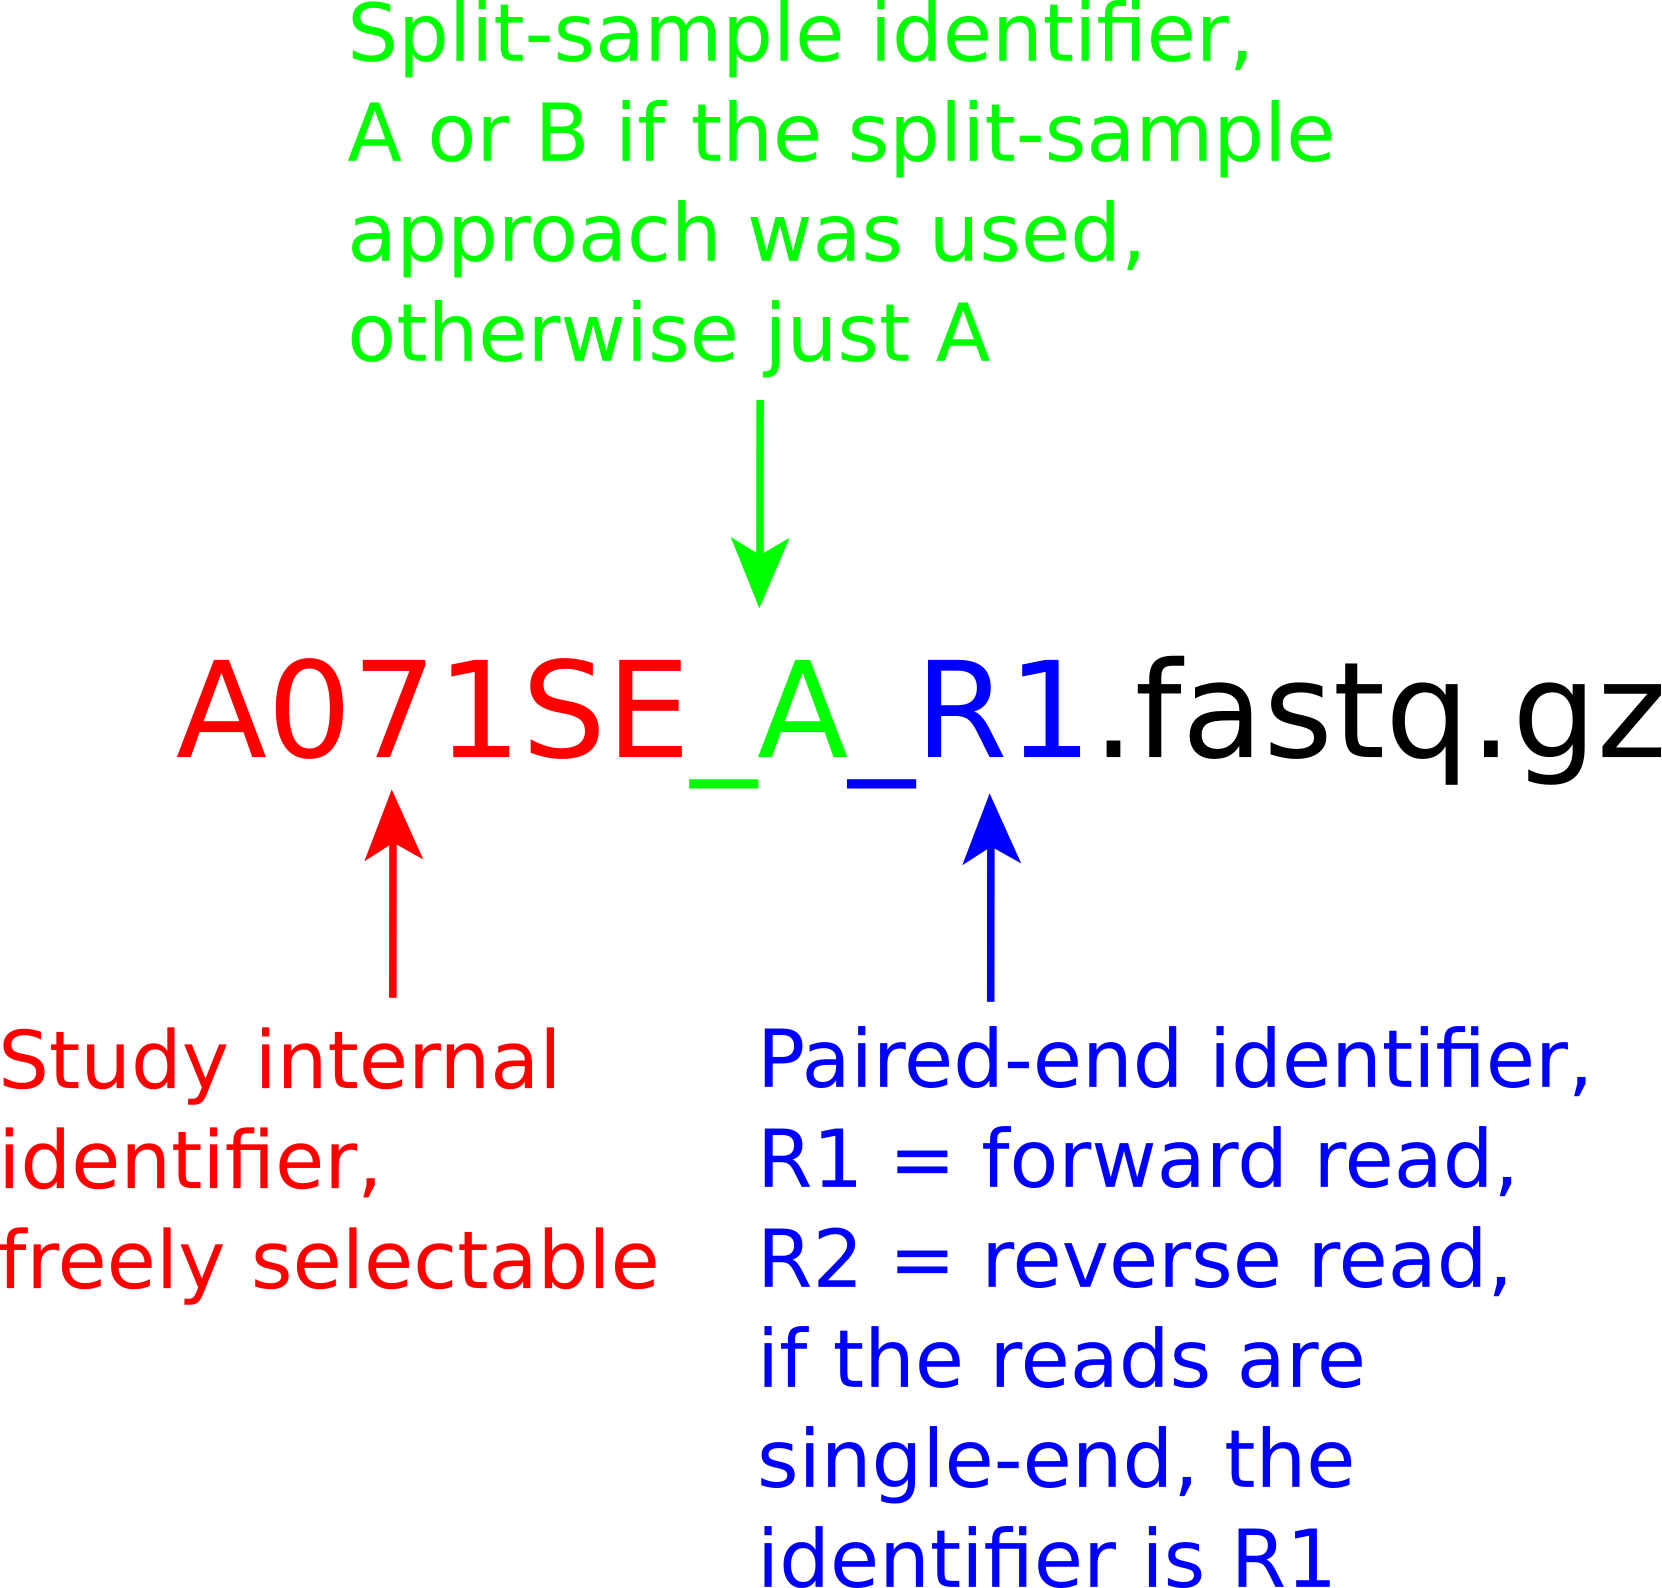 Split-sample identifier,
A or B if the split-sample
approach was used,
otherwise just A
A071SE_A_R1.fastq.gz
Study internal
identifier,
freely selectable
Paired-end identifier,
R1 = forward read,
R2 = reverse read,
if the reads are
single-end, the
identifier is R1